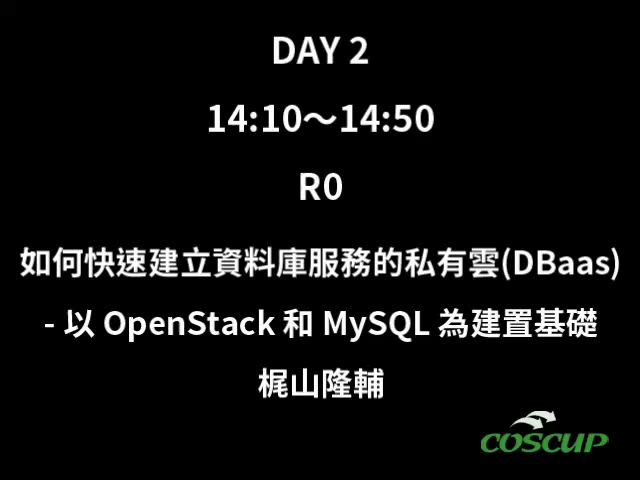 DAY 2
14:10～14:50
R0
如何快速建立資料庫服務的私有雲(DBaas)
- 以 OpenStack 和 MySQL 為建置基礎
梶山隆輔
COSCUP